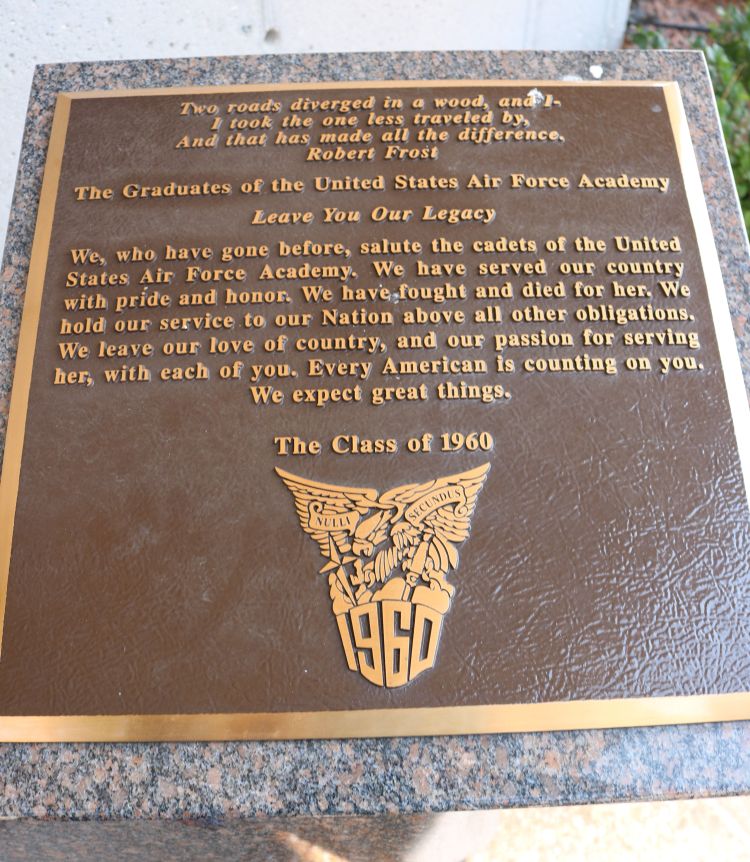 Two roads diverged in a wood, and I-
I took the one less traveled by,
And that has made all the difference.
Robert Frost
The Graduates of the United States Air Force Academy
Leave You Our Legacy
We, who have gone before, salute the cadets of the United
States Air Force Academy. We have served our country
with pride and honor. We have fought and died for her. We
hold our service to our Nation above all other obligations.
We leave our love of country, and our passion for serving
her, with each of you. Every American is counting on you.
We expect great things.
The Class of 1960
NULLI SECUNDUS
1960